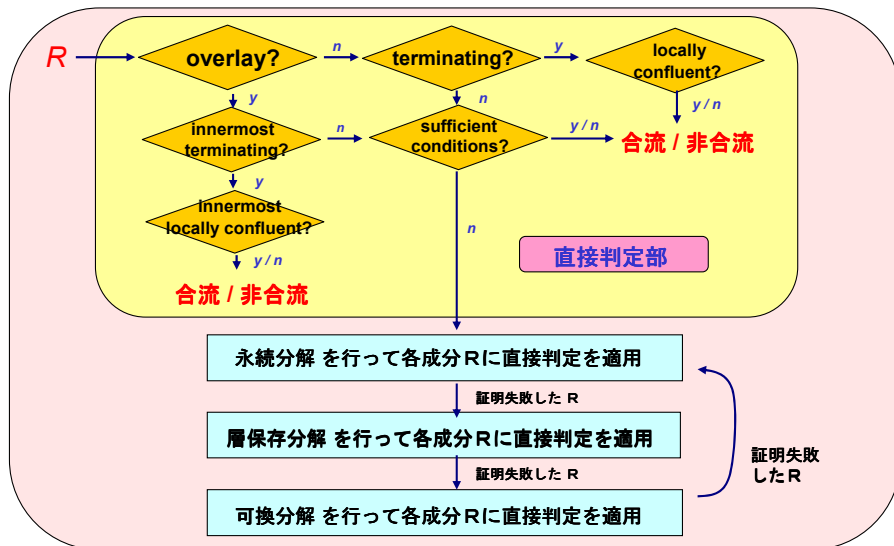 R
overlay?
n
terminating?
y
locally
confluent?
y
n
y / n
innermost
terminating?
n
sufficient
conditions?
y / n
合流 / 非合流
y
innermost
locally confluent?
n
y / n
直接判定部
合流 / 非合流
永続分解 を行って各成分Rに直接判定を適用
証明失敗した R
層保存分解 を行って各成分Rに直接判定を適用
証明失敗
したR
証明失敗した R
可換分解 を行って各成分Rに直接判定を適用